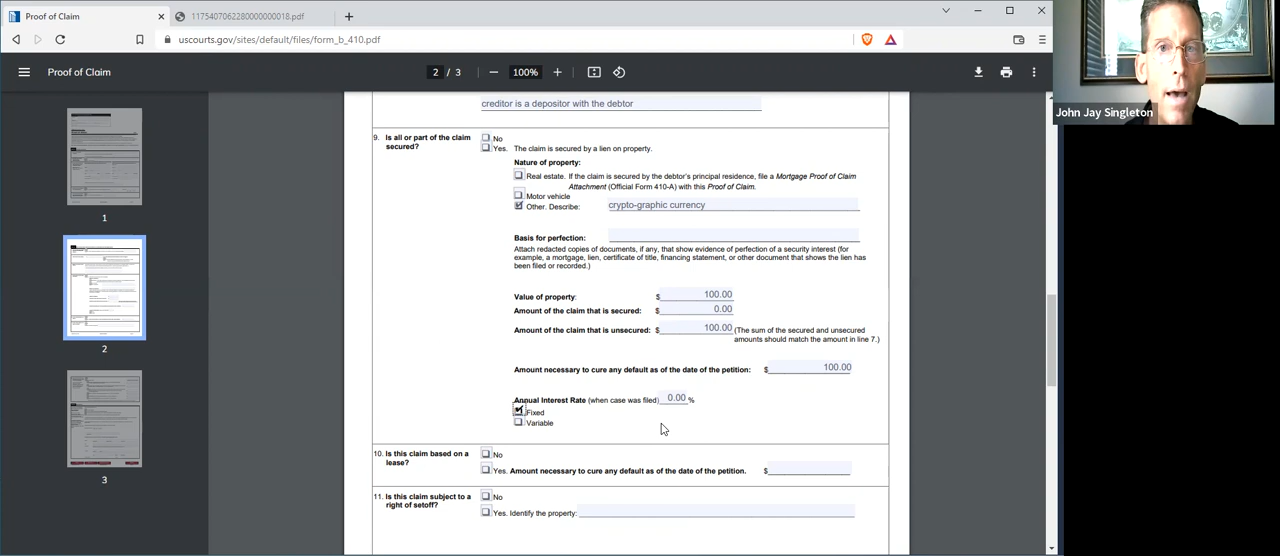 Proof of Claim
1175407062280000000018.pdf
uscourts.gov/sites/default/files/form_b_410.pdf
Proof of Claim
2 / 3
100%
John Jay Singleton
1
2
3
creditor is a depositor with the debtor
9. Is all or part of the claim secured?
No
Yes. The claim is secured by a lien on property.
Nature of property:
Real estate. If the claim is secured by the debtor's principal residence, file a Mortgage Proof of Claim
Attachment (Official Form 410-A) with this Proof of Claim.
Motor vehicle
Other. Describe: crypto-graphic currency
Basis for perfection:
Attach redacted copies of documents, if any, that show evidence of perfection of a security interest (for
example, a mortgage, lien, certificate of title, financing statement, or other document that shows the lien has
been filed or recorded.)
Value of property: $ 100.00
Amount of the claim that is secured: $ 0.00
Amount of the claim that is unsecured: $ 100.00 (The sum of the secured and unsecured
amounts should match the amount in line 7.)
Amount necessary to cure any default as of the date of the petition: $ 100.00
Annual Interest Rate (when case was filed) 0.00 %
Fixed
Variable
10. Is this claim based on a lease?
No
Yes. Amount necessary to cure any default as of the date of the petition. $
11. Is this claim subject to a right of setoff?
No
Yes. Identify the property: